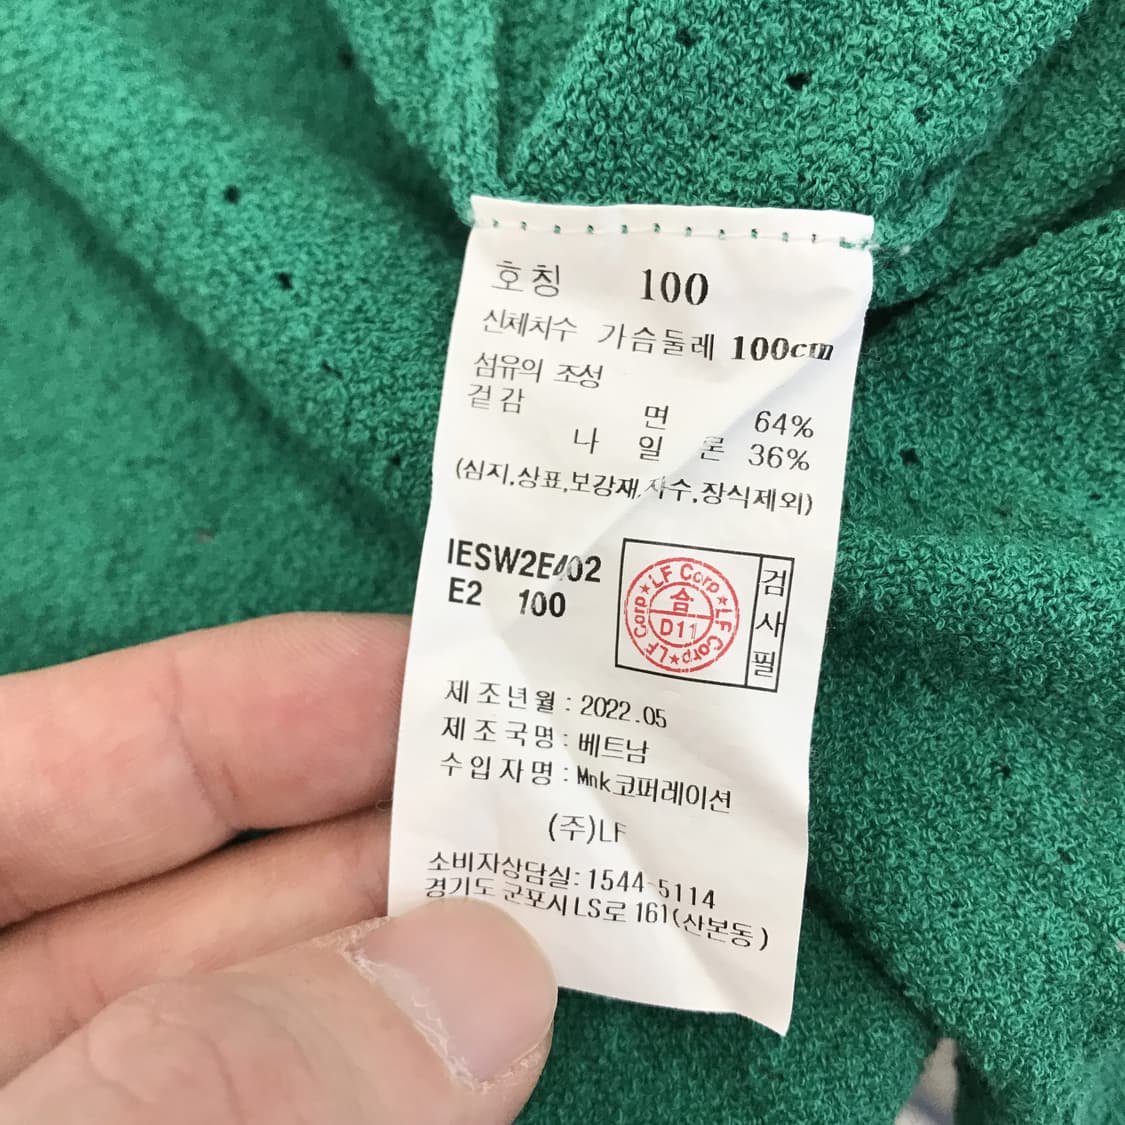 호칭 100
신체치수 가슴둘레 100cm
섬유의 조성
겉감
면 64%
나 일 론 36%
(심지,상표,보강재,자수,장식제외)
IESW2E402
E2 100
LF Corp★LF Corp★LF Corp★
합
D11
검사필
제조년월 : 2022.05
제조국명 : 베트남
수입자명 : Mnk코퍼레이션
(주)LF
소비자상담실: 1544-5114
경기도 군포시 LS로 161(산본동)